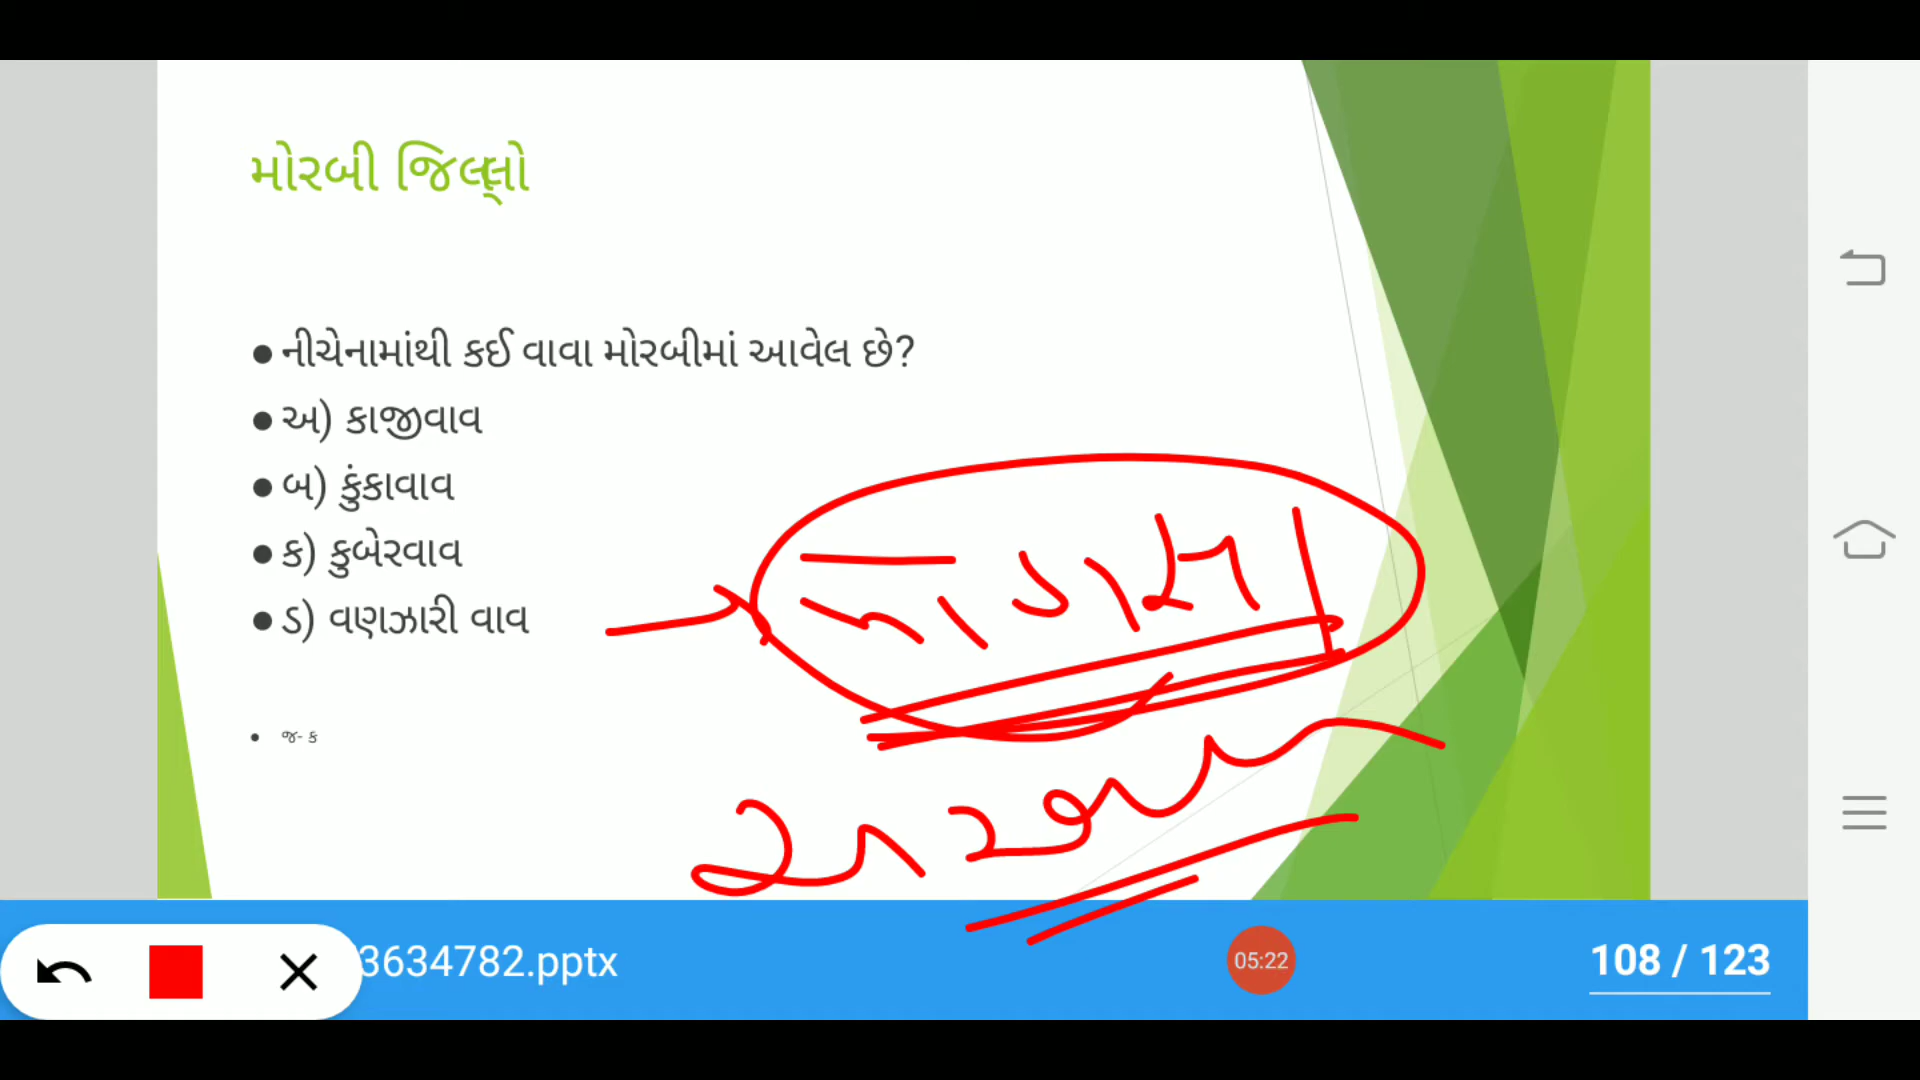 મોરબી જિલ્લો
● નીચેનામાંથી કઈ વાવા મોરબીમાં આવેલ છે?
● અ) કાજીવાવ
● બ) કુંકાવાવ
● ક) કુબેરવાવ
● ડ) વણઝારી વાવ
• જ- ક
3634782.pptx
05:22
108 / 123